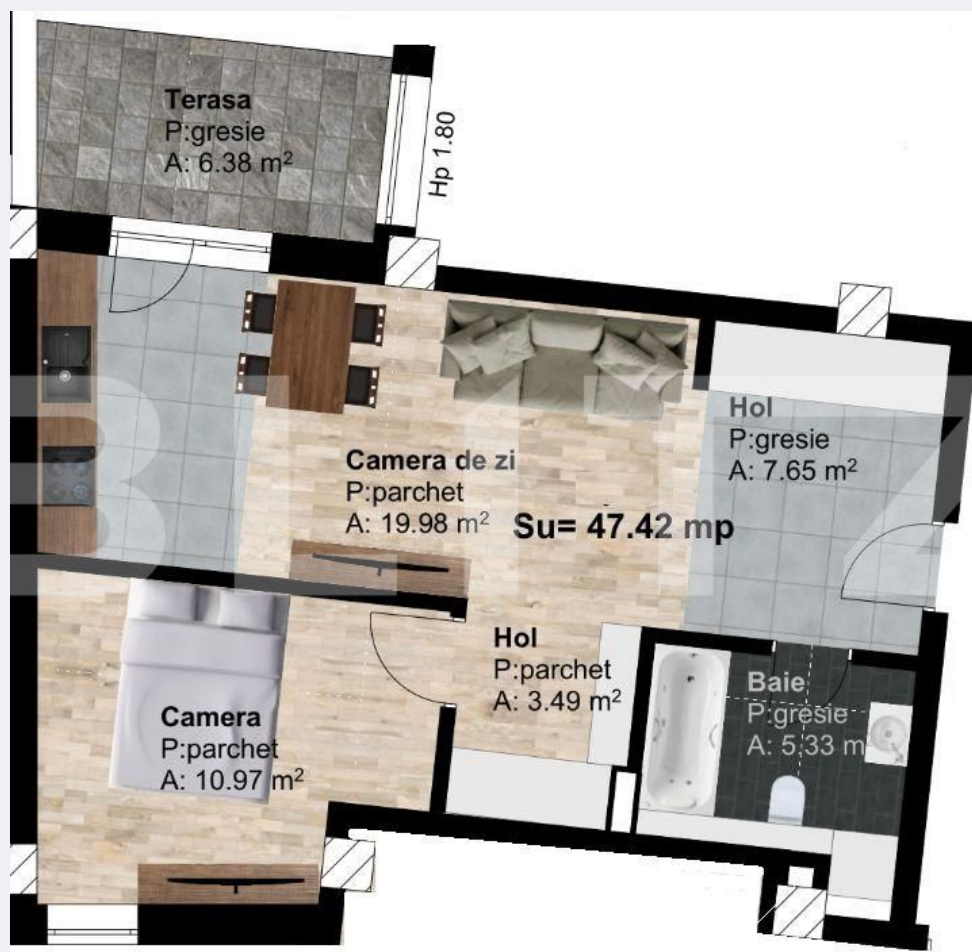 Terasa
P:gresie
A: 6.38 m²
Hp 1.80
Hol
P:gresie
A: 7.65 m²
Camera de zi
P:parchet
A: 19.98 m²
Su= 47.42 mp
Hol
P:parchet
A: 3.49 m²
Baie
P:gresie
A: 5.33 m
Camera
P:parchet
A: 10.97 m²